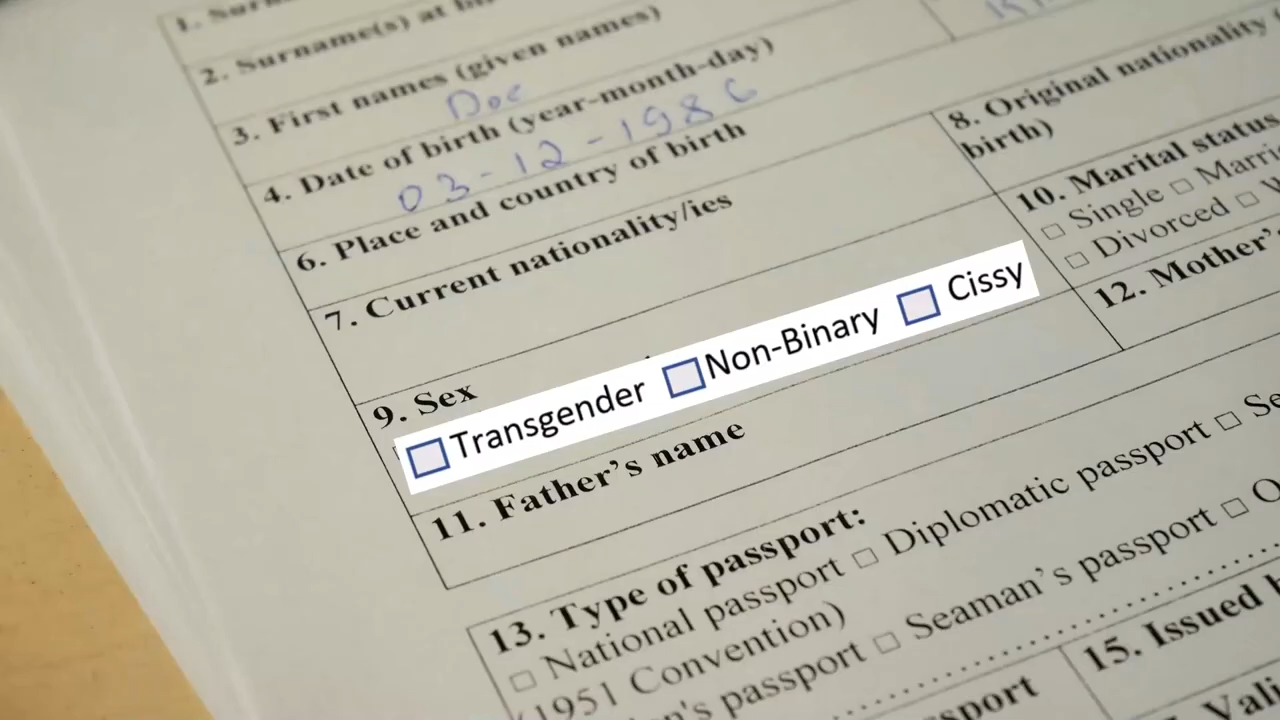 1.
2. Surname(s) at
3. First names (given names)
Doe
4. Date of birth (year-month-day)
03-12-1986
6. Place and country of birth
7. Current nationality/ies
8. Original nationality
birth)
9. Sex
Transgender Non-Binary Cissy
10. Marital status
□ Single □
□ Divorced □
11. Father's name
12. Mother's
13. Type of passport:
□ National passport □ Diplomatic passport □
(1951 Convention)
passport □ Seaman's passport □
15. Issued